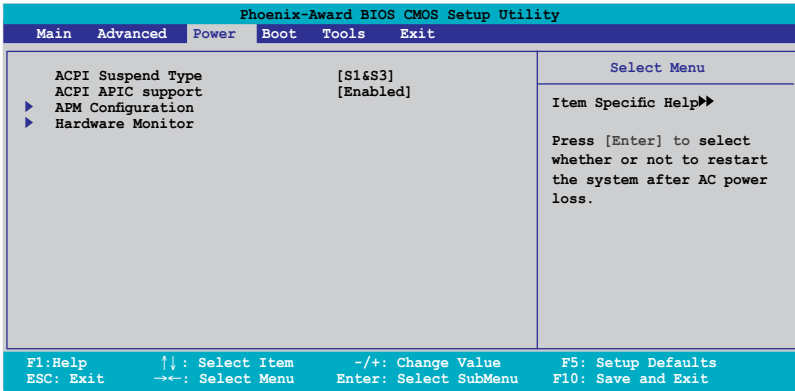 Phoenix-Award BIOS CMOS Setup Utility
Main Advanced Power Boot Tools Exit
ACPI Suspend Type [S1&S3]
ACPI APIC support [Enabled]
APM Configuration
Hardware Monitor
Select Menu
Item Specific Help
Press [Enter] to select
whether or not to restart
the system after AC power
loss.
F1:Help ↑↓: Select Item -/+: Change Value F5: Setup Defaults
ESC: Exit →←: Select Menu Enter: Select SubMenu F10: Save and Exit